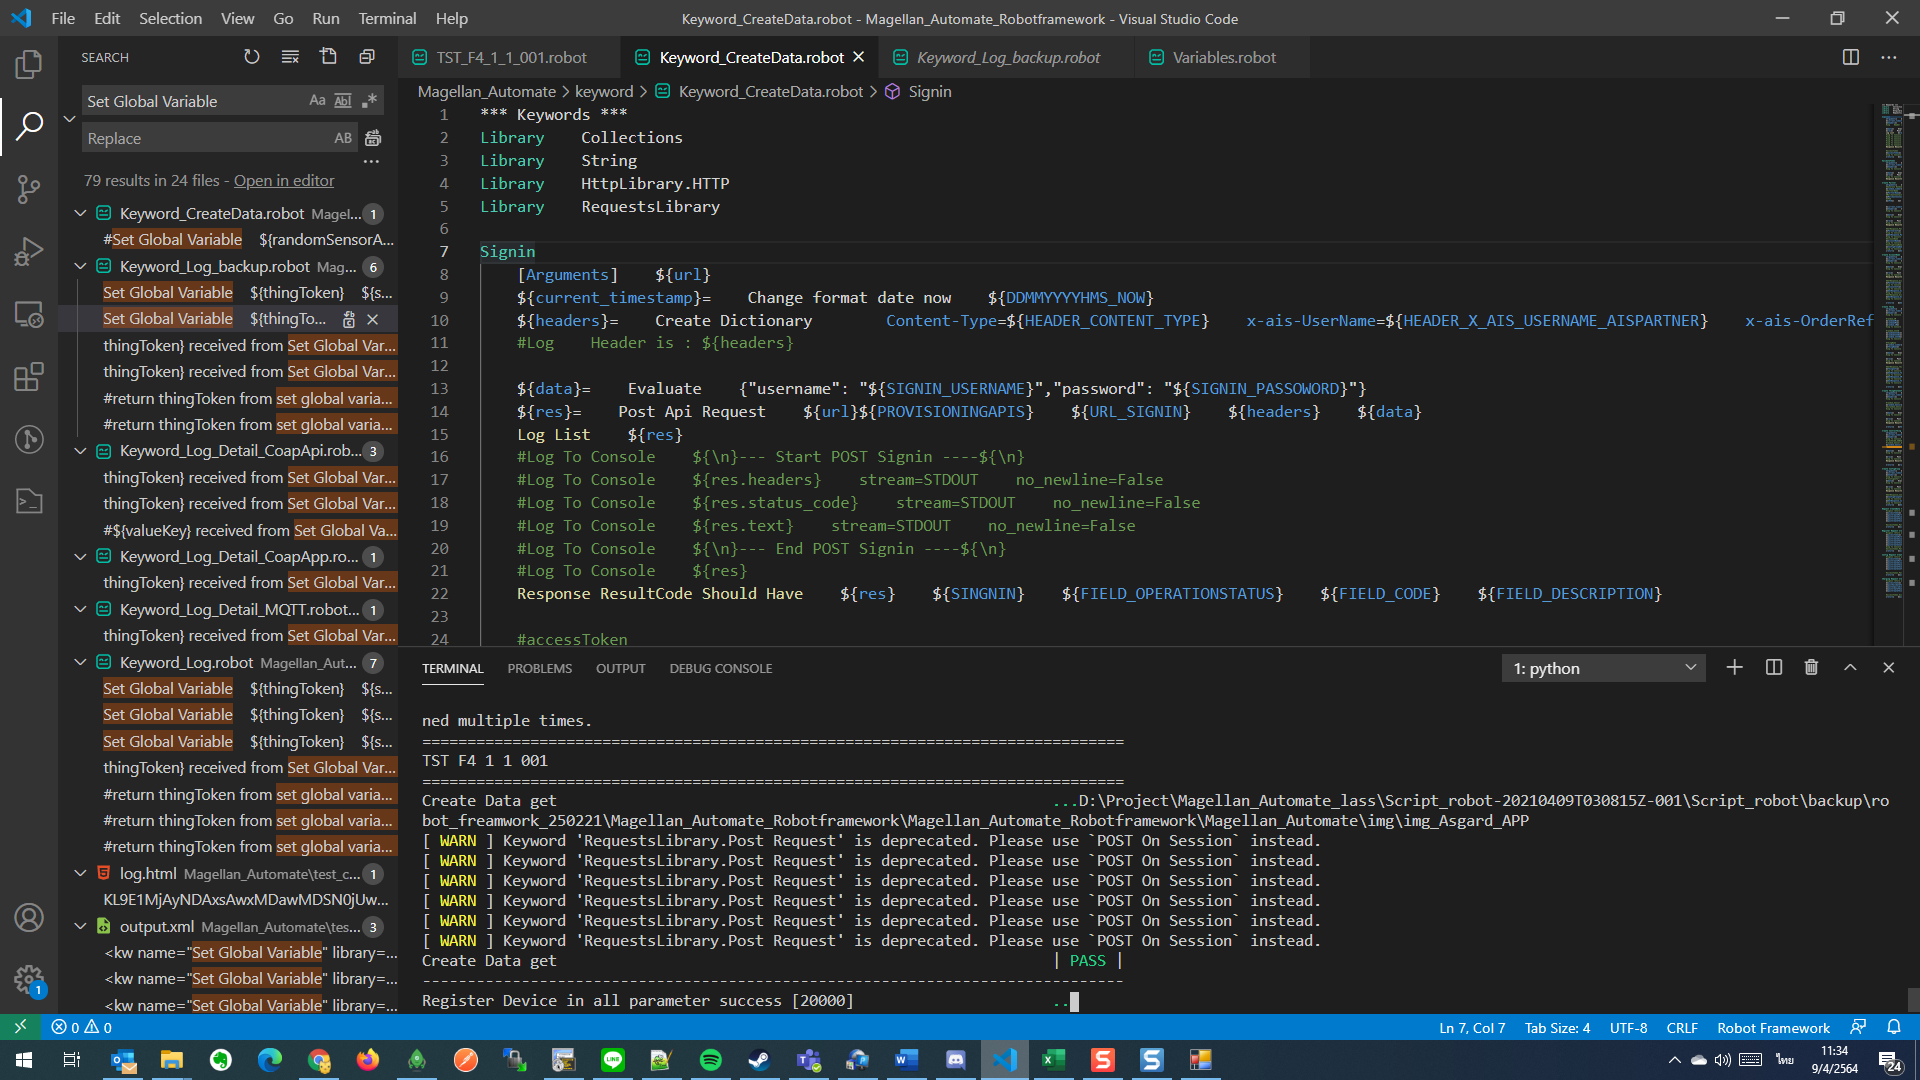 File Edit Selection View Go Run Terminal Help
Keyword_CreateData.robot - Magellan_Automate_Robotframework - Visual Studio Code
SEARCH
Set Global Variable
Aa Abl .*
Replace
AB
79 results in 24 files - Open in editor
Keyword_CreateData.robot Magel... 1
#Set Global Variable ${randomSensorA...
Keyword_Log_backup.robot Mag... 6
Set Global Variable ${thingToken} ${s...
Set Global Variable ${thingTo...
thingToken} received from Set Global Var...
thingToken} received from Set Global Var...
#return thingToken from set global varia...
#return thingToken from set global varia...
Keyword_Log_Detail_CoapApi.rob... 3
thingToken} received from Set Global Var...
thingToken} received from Set Global Var...
#${valueKey} received from Set Global Va...
Keyword_Log_Detail_CoapApp.ro... 1
thingToken} received from Set Global Var...
Keyword_Log_Detail_MQTT.robot... 1
thingToken} received from Set Global Var...
Keyword_Log.robot Magellan_Aut... 7
Set Global Variable ${thingToken} ${s...
Set Global Variable ${thingToken} ${s...
Set Global Variable ${thingToken} ${s...
thingToken} received from Set Global Var...
#return thingToken from set global varia...
#return thingToken from set global varia...
#return thingToken from set global varia...
log.html Magellan_Automate\test_c... 1
KL9E1MjAyNDAxsAwxMDawMDSN0jUw...
output.xml Magellan_Automate\tes... 3
<kw name="Set Global Variable" library=...
<kw name="Set Global Variable" library=...
<kw name="Set Global Variable" library=...
TST_F4_1_1_001.robot Keyword_CreateData.robot Keyword_Log_backup.robot Variables.robot
Magellan_Automate > keyword > Keyword_CreateData.robot > Signin
1 *** Keywords ***
2 Library    Collections
3 Library    String
4 Library    HttpLibrary.HTTP
5 Library    RequestsLibrary
6
7 Signin
8     [Arguments]    ${url}
9     ${current_timestamp}=    Change format date now    ${DDMMYYYYHMS_NOW}
10     ${headers}=    Create Dictionary        Content-Type=${HEADER_CONTENT_TYPE}    x-ais-UserName=${HEADER_X_AIS_USERNAME_AISPARTNER}    x-ais-OrderRef
11     #Log    Header is : ${headers}
12
13     ${data}=    Evaluate    {"username": "${SIGNIN_USERNAME}","password": "${SIGNIN_PASSOWORD}"}
14     ${res}=    Post Api Request    ${url}${PROVISIONINGAPIS}    ${URL_SIGNIN}    ${headers}    ${data}
15     Log List    ${res}
16     #Log To Console    ${\n}--- Start POST Signin ----${\n}
17     #Log To Console    ${res.headers}    stream=STDOUT    no_newline=False
18     #Log To Console    ${res.status_code}    stream=STDOUT    no_newline=False
19     #Log To Console    ${res.text}    stream=STDOUT    no_newline=False
20     #Log To Console    ${\n}--- End POST Signin ----${\n}
21     #Log To Console    ${res}
22     Response ResultCode Should Have    ${res}    ${SINGNIN}    ${FIELD_OPERATIONSTATUS}    ${FIELD_CODE}    ${FIELD_DESCRIPTION}
23
24     #accessToken
TERMINAL PROBLEMS OUTPUT DEBUG CONSOLE
1: python
ned multiple times.
==============================================================================
TST F4 1 1 001
==============================================================================
Create Data get                                                       ...D:\Project\Magellan_Automate_lass\Script_robot-20210409T030815Z-001\Script_robot\backup\ro
bot_freamwork_250221\Magellan_Automate_Robotframework\Magellan_Automate_Robotframework\Magellan_Automate\img\img_Asgard_APP
[ WARN ] Keyword 'RequestsLibrary.Post Request' is deprecated. Please use `POST On Session` instead.
[ WARN ] Keyword 'RequestsLibrary.Post Request' is deprecated. Please use `POST On Session` instead.
[ WARN ] Keyword 'RequestsLibrary.Post Request' is deprecated. Please use `POST On Session` instead.
[ WARN ] Keyword 'RequestsLibrary.Post Request' is deprecated. Please use `POST On Session` instead.
[ WARN ] Keyword 'RequestsLibrary.Post Request' is deprecated. Please use `POST On Session` instead.
[ WARN ] Keyword 'RequestsLibrary.Post Request' is deprecated. Please use `POST On Session` instead.
Create Data get                                                       | PASS |
------------------------------------------------------------------------------
Register Device in all parameter success [20000]                      ..
1
0 0
Ln 7, Col 7 Tab Size: 4 UTF-8 CRLF Robot Framework
ไทย
11:34
9/4/2564
24